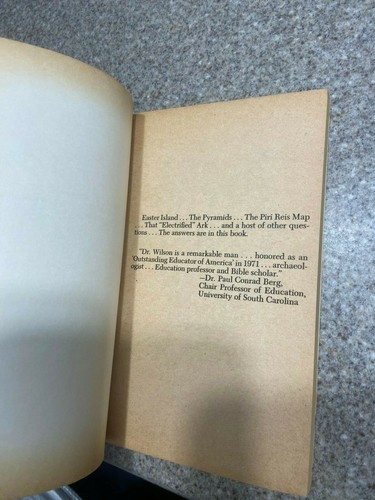 Easter Island . . . The Pyramids . . . The Piri Reis Map
. . . That "Electrified" Ark . . . and a host of other ques-
tions . . . The answers are in this book.
"Dr. Wilson is a remarkable man . . . honored as an
'Outstanding Educator of America' in 1971 . . . archaeol-
ogist . . . Education professor and Bible scholar."
—Dr. Paul Conrad Berg,
Chair Professor of Education,
University of South Carolina